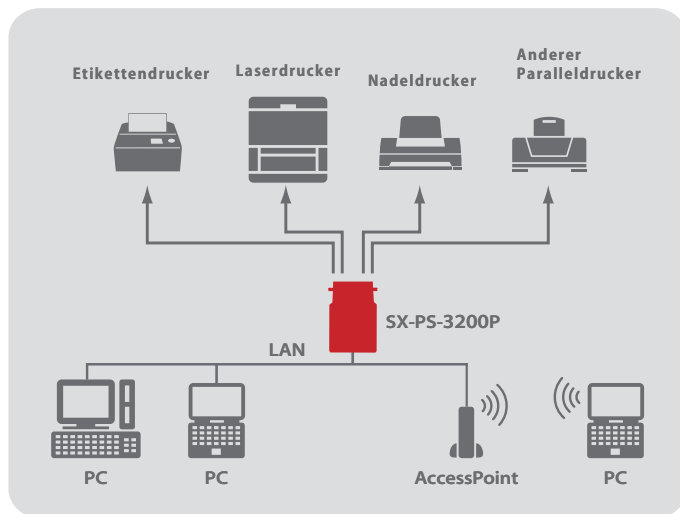 Etikettendrucker
Laserdrucker
Nadeldrucker
Anderer
Paralleldrucker
SX-PS-3200P
LAN
PC
PC
AccessPoint
PC